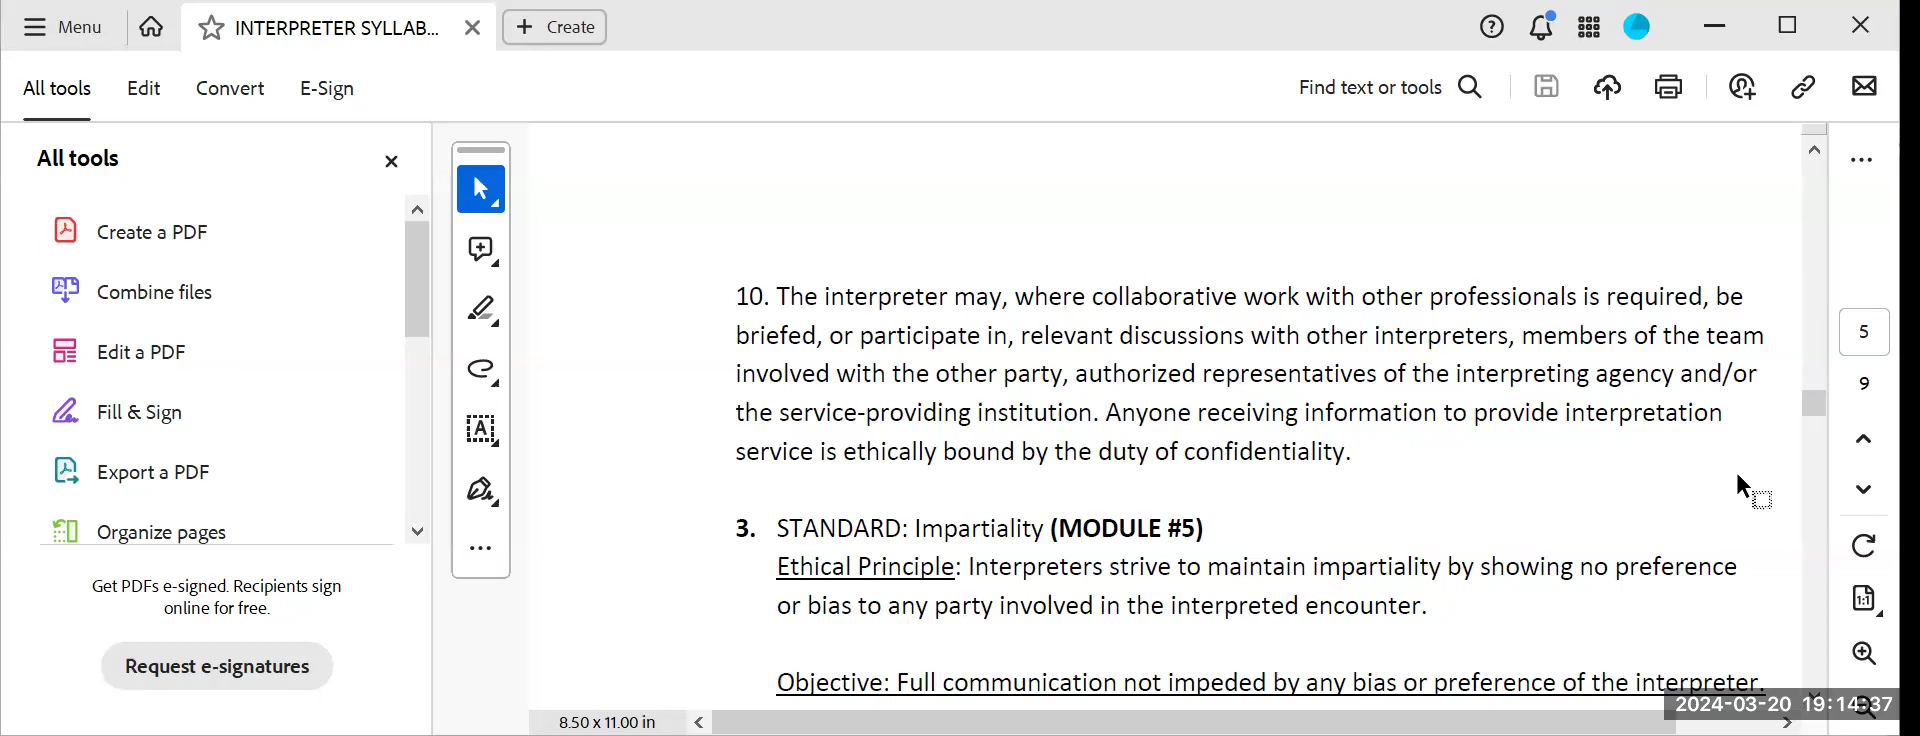 Menu
INTERPRETER SYLLAB...
Create
All tools
Edit
Convert
E-Sign
Find text or tools
All tools
Create a PDF
Combine files
Edit a PDF
Fill & Sign
Export a PDF
Organize pages
Get PDFs e-signed. Recipients sign
online for free.
Request e-signatures
10. The interpreter may, where collaborative work with other professionals is required, be
briefed, or participate in, relevant discussions with other interpreters, members of the team
involved with the other party, authorized representatives of the interpreting agency and/or
the service-providing institution. Anyone receiving information to provide interpretation
service is ethically bound by the duty of confidentiality.
3. STANDARD: Impartiality (MODULE #5)
Ethical Principle: Interpreters strive to maintain impartiality by showing no preference
or bias to any party involved in the interpreted encounter.
Objective: Full communication not impeded by any bias or preference of the interpreter.
8.50 x 11.00 in
5
9
1:1
2024-03-20 19:14:37